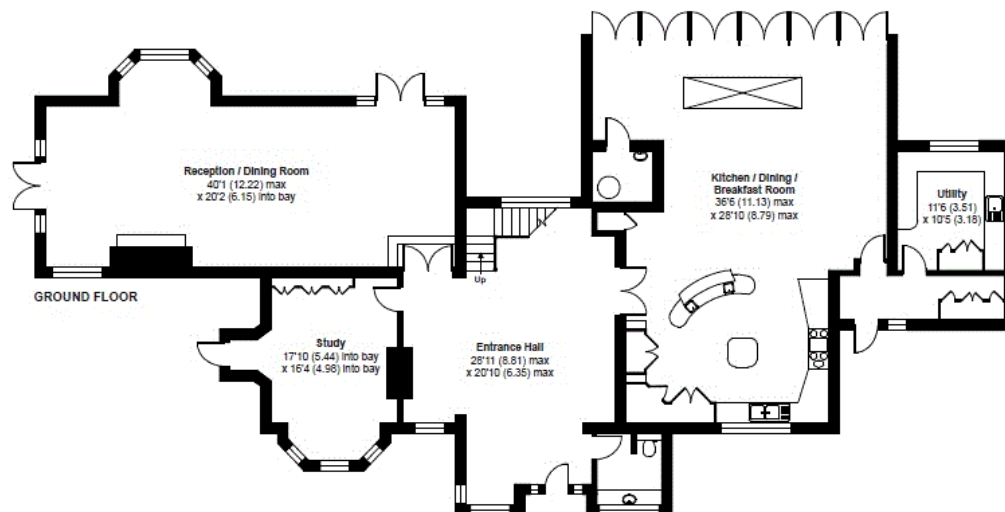 Reception / Dining Room
40'1 (12.22) max
x 20'2 (6.15) into bay
Kitchen / Dining /
Breakfast Room
36'6 (11.13) max
x 28'10 (8.79) max
Utility
11'6 (3.51)
x 10'5 (3.18)
Up
GROUND FLOOR
Study
17'10 (5.44) into bay
x 16'4 (4.98) into bay
Entrance Hall
28'11 (8.81) max
x 20'10 (6.35) max